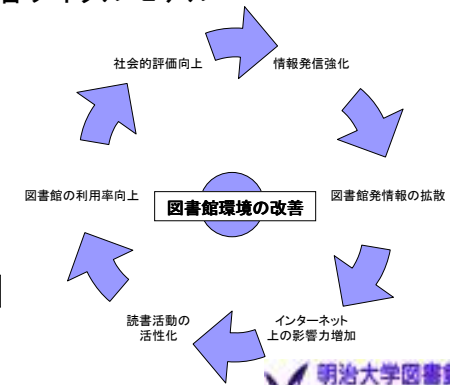 社会的評価向上
情報発信強化
図書館の利用率向上
図書館環境の改善
図書館発情報の拡散
読書活動の
活性化
インターネット
上の影響力増加
明治大学図書館